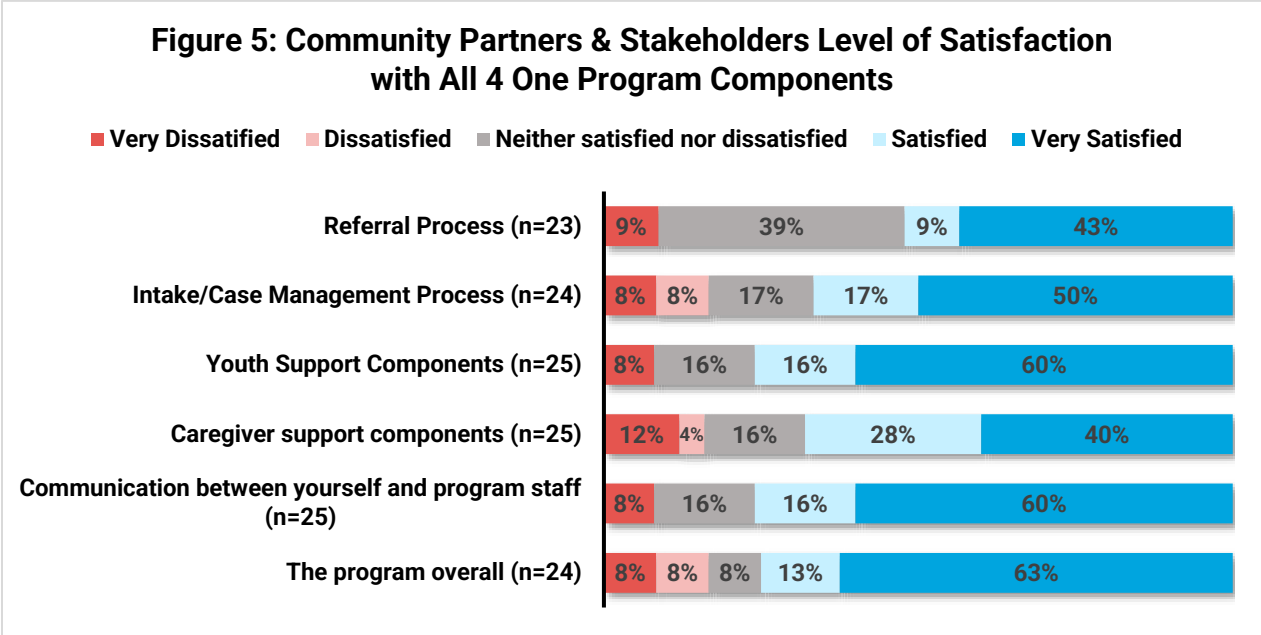 Figure 5: Community Partners & Stakeholders Level of Satisfaction
with All 4 One Program Components
Very Dissatified Dissatisfied Neither satisfied nor dissatisfied Satisfied Very Satisfied
Referral Process (n=23) 9% 39% 9% 43%
Intake/Case Management Process (n=24) 8% 8% 17% 17% 50%
Youth Support Components (n=25) 8% 16% 16% 60%
Caregiver support components (n=25) 12% 4% 16% 28% 40%
Communication between yourself and program staff
(n=25) 8% 16% 16% 60%
The program overall (n=24) 8% 8% 8% 13% 63%